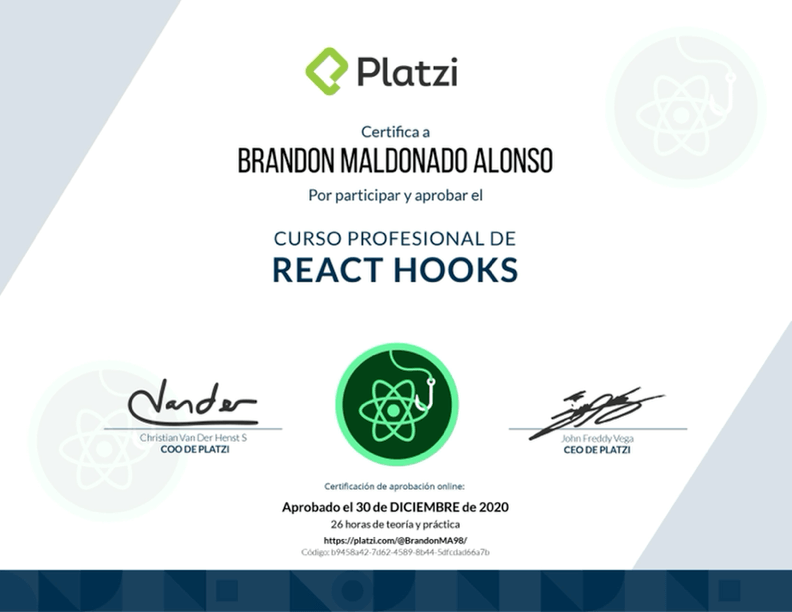 Platzi
Certifica a
BRANDON MALDONADO ALONSO
Por participar y aprobar el
CURSO PROFESIONAL DE
REACT HOOKS
Vander
Christian Van Der Henst S
COO DE PLATZI
John Freddy Vega
CEO DE PLATZI
Certificación de aprobación online:
Aprobado el 30 de DICIEMBRE de 2020
26 horas de teoría y práctica
https://platzi.com/@BrandonMA98/
Código: b9458a42-7d62-4589-8b44-5dfcdad66a7b